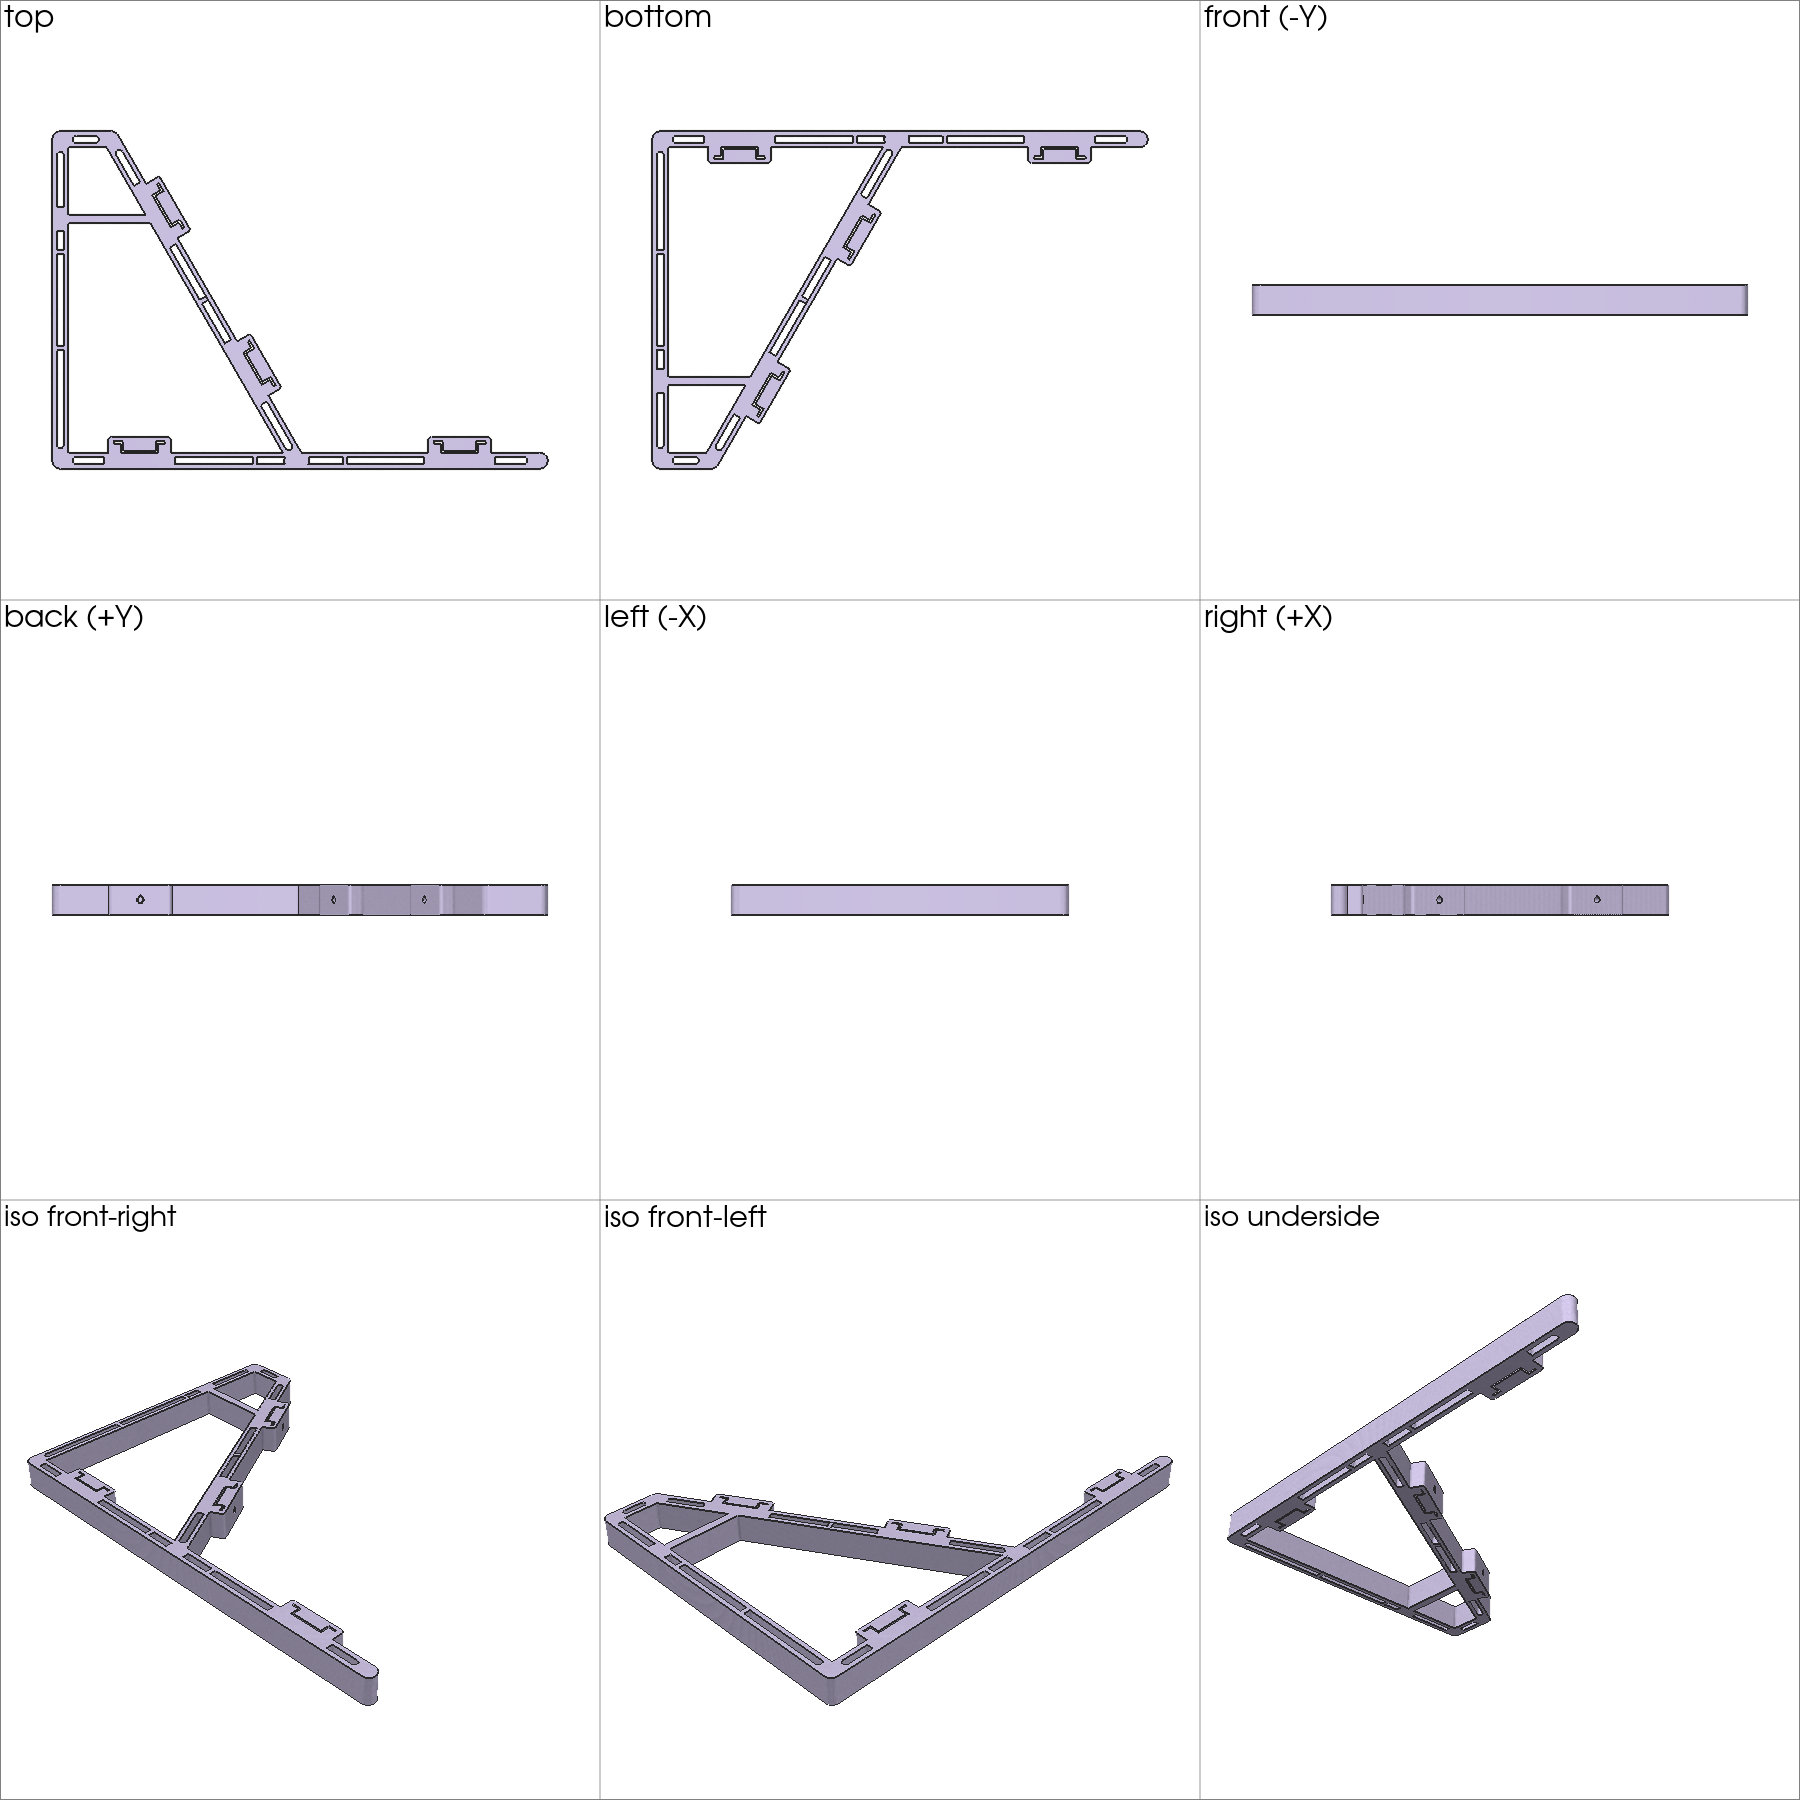 top
bottom
front (-Y)
back (+Y)
left (-X)
right (+X)
iso front-right
iso front-left
iso underside